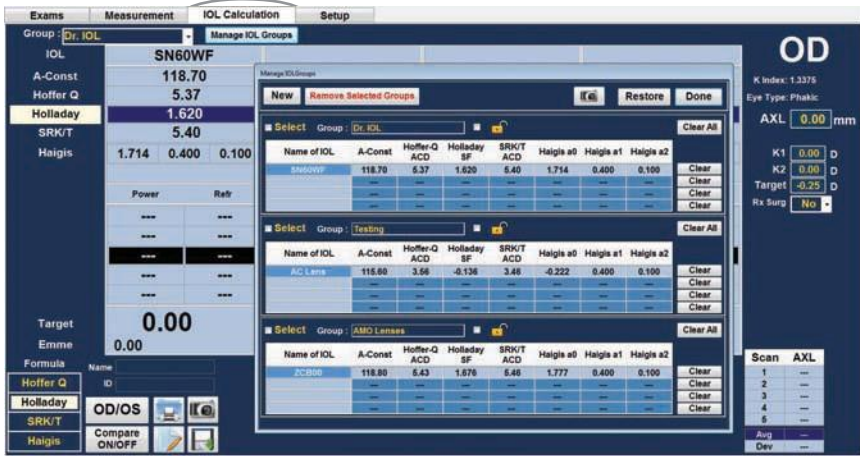 Exams Measurement IOL Calculation Setup
Group : Dr. IOL Manage IOL Groups
IOL SN60WF
A-Const 118.70
Hoffer Q 5.37
Holladay 1.620
SRK/T 5.40
Haigis 1.714 0.400 0.100
Power Refr
--- ---
--- ---
--- ---
--- ---
--- ---
Target 0.00
Emme 0.00
Formula Name
Hoffer Q ID
Holladay
SRK/T
Haigis
OD/OS
Compare ON/OFF
Manage IOLGroups
New Remove Selected Groups Restore Done
Select Group : Dr. IOL Clear All
Name of IOL A-Const Hoffer-Q ACD Holladay SF SRK/T ACD Haigis a0 Haigis a1 Haigis a2
SN60WF 118.70 5.37 1.620 5.40 1.714 0.400 0.100 Clear
--- --- --- --- --- --- --- Clear
--- --- --- --- --- --- --- Clear
--- --- --- --- --- --- --- Clear
Select Group : Testing Clear All
Name of IOL A-Const Hoffer-Q ACD Holladay SF SRK/T ACD Haigis a0 Haigis a1 Haigis a2
AC Lens 115.60 3.56 -0.136 3.46 -0.222 0.400 0.100 Clear
--- --- --- --- --- --- --- Clear
--- --- --- --- --- --- --- Clear
--- --- --- --- --- --- --- Clear
Select Group : AMO Lenses Clear All
Name of IOL A-Const Hoffer-Q ACD Holladay SF SRK/T ACD Haigis a0 Haigis a1 Haigis a2
ZCB00 118.80 5.43 1.676 5.46 1.777 0.400 0.100 Clear
--- --- --- --- --- --- --- Clear
--- --- --- --- --- --- --- Clear
--- --- --- --- --- --- --- Clear
OD
K Index: 1.3375
Eye Type: Phakic
AXL 0.00 mm
K1 0.00 D
K2 0.00 D
Target -0.25 D
Rx Surg No
Scan AXL
1 ---
2 ---
3 ---
4 ---
5 ---
Avg ---
Dev ---